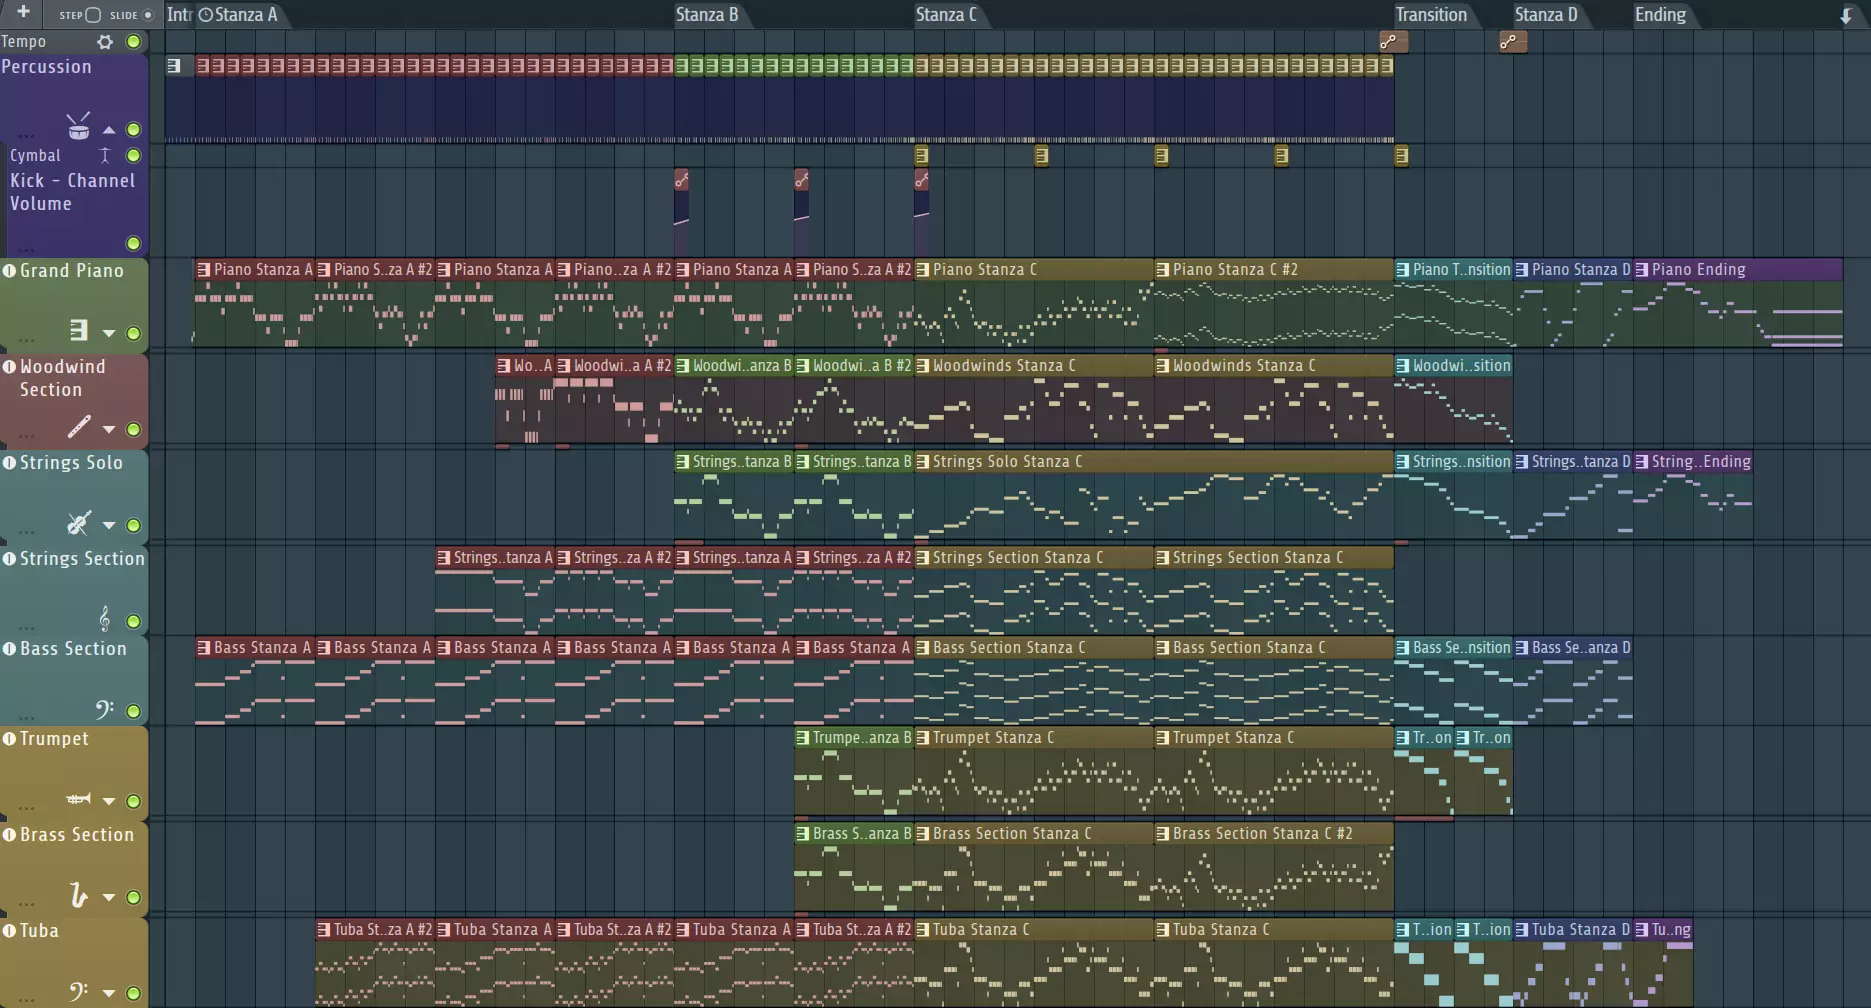 + STEP SLIDE Intr Stanza A Stanza B Stanza C Transition Stanza D Ending
Tempo
Percussion
...
Cymbal
Kick - Channel
Volume
...
Grand Piano Piano Stanza A Piano S..za A #2 Piano Stanza A Piano..za A #2 Piano Stanza A Piano S..za A #2 Piano Stanza C Piano Stanza C #2 Piano T..nsition Piano Stanza D Piano Ending
...
Woodwind Wo..A Woodwi..a A #2 Woodwi..anza B Woodwi..a B #2 Woodwinds Stanza C Woodwinds Stanza C Woodwi..sition
Section
...
Strings Solo Strings..tanza B Strings..tanza B Strings Solo Stanza C Strings..nsition Strings..tanza D String..Ending
...
Strings Section Strings..tanza A Strings..za A #2 Strings..tanza A Strings..za A #2 Strings Section Stanza C Strings Section Stanza C
...
Bass Section Bass Stanza A Bass Stanza A Bass Stanza A Bass Stanza A Bass Stanza A Bass Stanza A Bass Section Stanza C Bass Section Stanza C Bass Se..nsition Bass Se..anza D
...
Trumpet Trumpe..anza B Trumpet Stanza C Trumpet Stanza C Tr..on Tr..on
...
Brass Section Brass S..anza B Brass Section Stanza C Brass Section Stanza C #2
...
Tuba Tuba St..za A #2 Tuba Stanza A Tuba St..za A #2 Tuba Stanza A Tuba St..za A #2 Tuba Stanza C Tuba Stanza C T..ion T..ion Tuba Stanza D Tu..ng
...